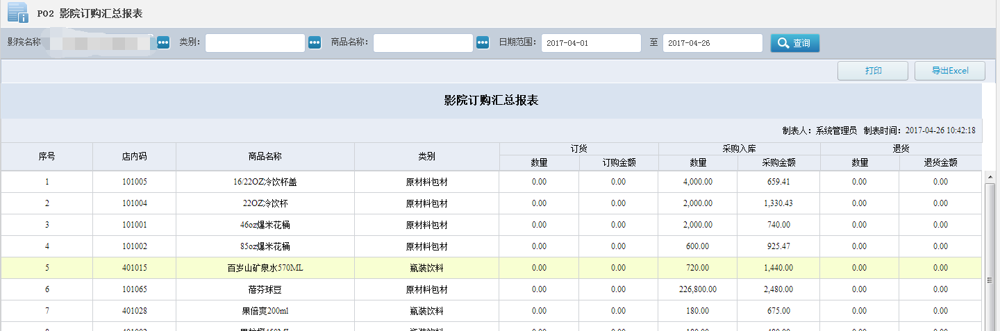 P02 影院订购汇总报表
影院名称 类别： 商品名称： 日期范围： 2017-04-01 至 2017-04-26 查询
打印 导出Excel
影院订购汇总报表
制表人：系统管理员 制表时间：2017-04-26 10:42:18
序号 店内码 商品名称 类别 订货 采购入库 退货
数量 订购金额 数量 采购金额 数量 退货金额
1 101005 16/22OZ冷饮杯盖 原材料包材 0.00 0.00 4,000.00 659.41 0.00 0.00
2 101004 22OZ冷饮杯 原材料包材 0.00 0.00 2,000.00 1,330.43 0.00 0.00
3 101001 46oz爆米花桶 原材料包材 0.00 0.00 2,000.00 740.00 0.00 0.00
4 101002 85oz爆米花桶 原材料包材 0.00 0.00 600.00 925.47 0.00 0.00
5 401015 百岁山矿泉水570ML 瓶装饮料 0.00 0.00 720.00 1,440.00 0.00 0.00
6 101065 蓓芬球豆 原材料包材 0.00 0.00 226,800.00 2,480.00 0.00 0.00
7 401028 果倍爽200ml 瓶装饮料 0.00 0.00 180.00 675.00 0.00 0.00